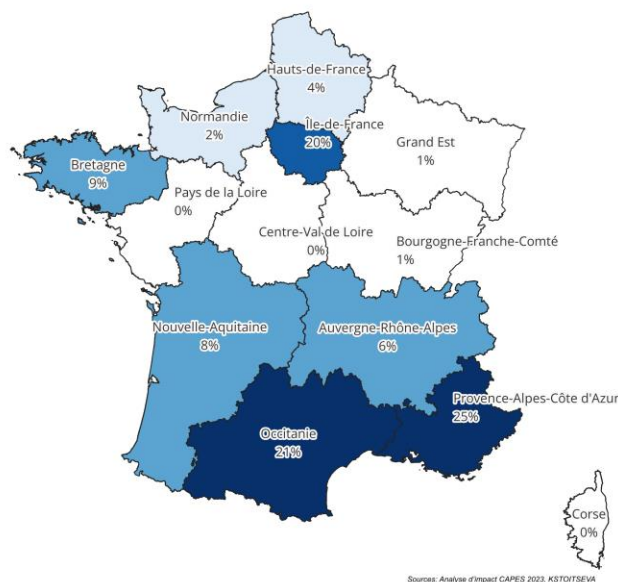 Hauts-de-France
4%
Normandie
2%
Île-de-France
20%
Grand Est
1%
Bretagne
9%
Pays de la Loire
0%
Centre-Val de Loire
0%
Bourgogne-Franche-Comté
1%
Nouvelle-Aquitaine
8%
Auvergne-Rhône-Alpes
6%
Provence-Alpes-Côte d'Azur
25%
Occitanie
21%
Corse
0%
Sources: Analyse d'impact CAPES 2023, KSTOITSEVA